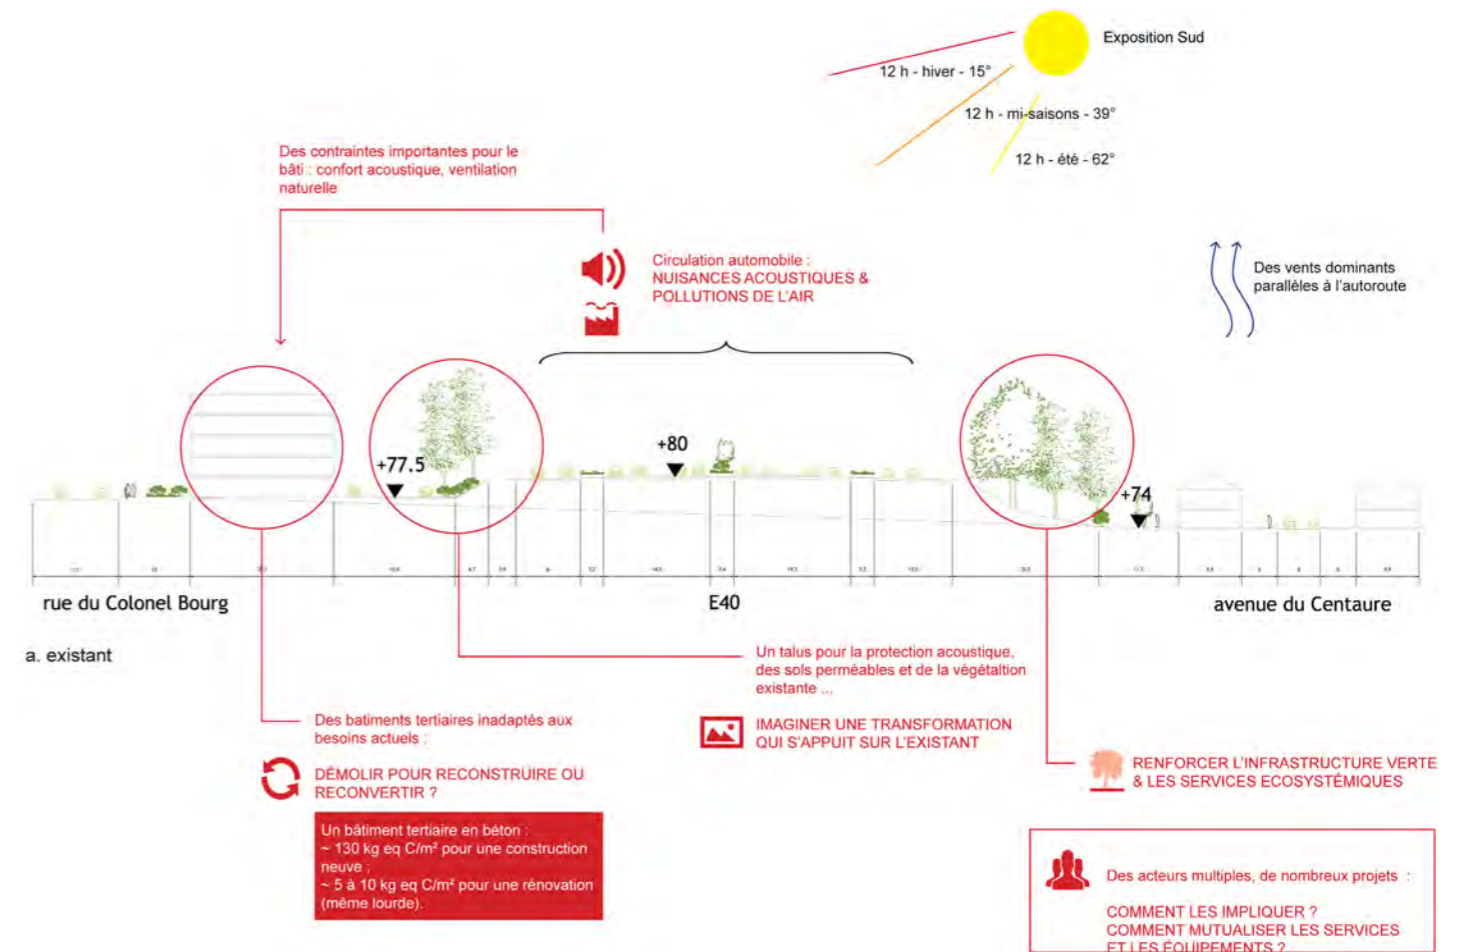 Exposition Sud
12 h - hiver - 15°
12 h - mi-saisons - 39°
12 h - été - 62°
Des contraintes importantes pour le
bâti : confort acoustique, ventilation
naturelle
Circulation automobile :
NUISANCES ACOUSTIQUES &
POLLUTIONS DE L'AIR
Des vents dominants
parallèles à l'autoroute
+77.5
+80
+74
rue du Colonel Bourg
E40
avenue du Centaure
a. existant
Un talus pour la protection acoustique,
des sols perméables et de la végétaltion
existante ...
IMAGINER UNE TRANSFORMATION
QUI S'APPUIT SUR L'EXISTANT
Des batiments tertiaires inadaptés aux
besoins actuels :
DÉMOLIR POUR RECONSTRUIRE OU
RECONVERTIR ?
Un bâtiment tertiaire en béton :
~ 130 kg eq C/m² pour une construction
neuve ;
~ 5 à 10 kg eq C/m² pour une rénovation
(même lourde).
RENFORCER L'INFRASTRUCTURE VERTE
& LES SERVICES ECOSYSTÉMIQUES
Des acteurs multiples, de nombreux projets :
COMMENT LES IMPLIQUER ?
COMMENT MUTUALISER LES SERVICES
ET LES ÉQUIPEMENTS ?